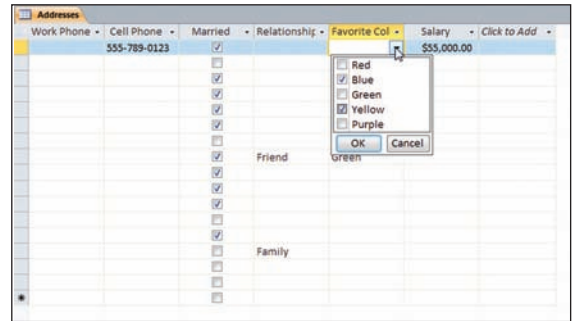 Addresses
Work Phone Cell Phone Married Relationship Favorite Col Salary Click to Add
555-789-0123 $55,000.00
Red
Blue
Green
Yellow
Purple
OK Cancel
Friend Green
Family